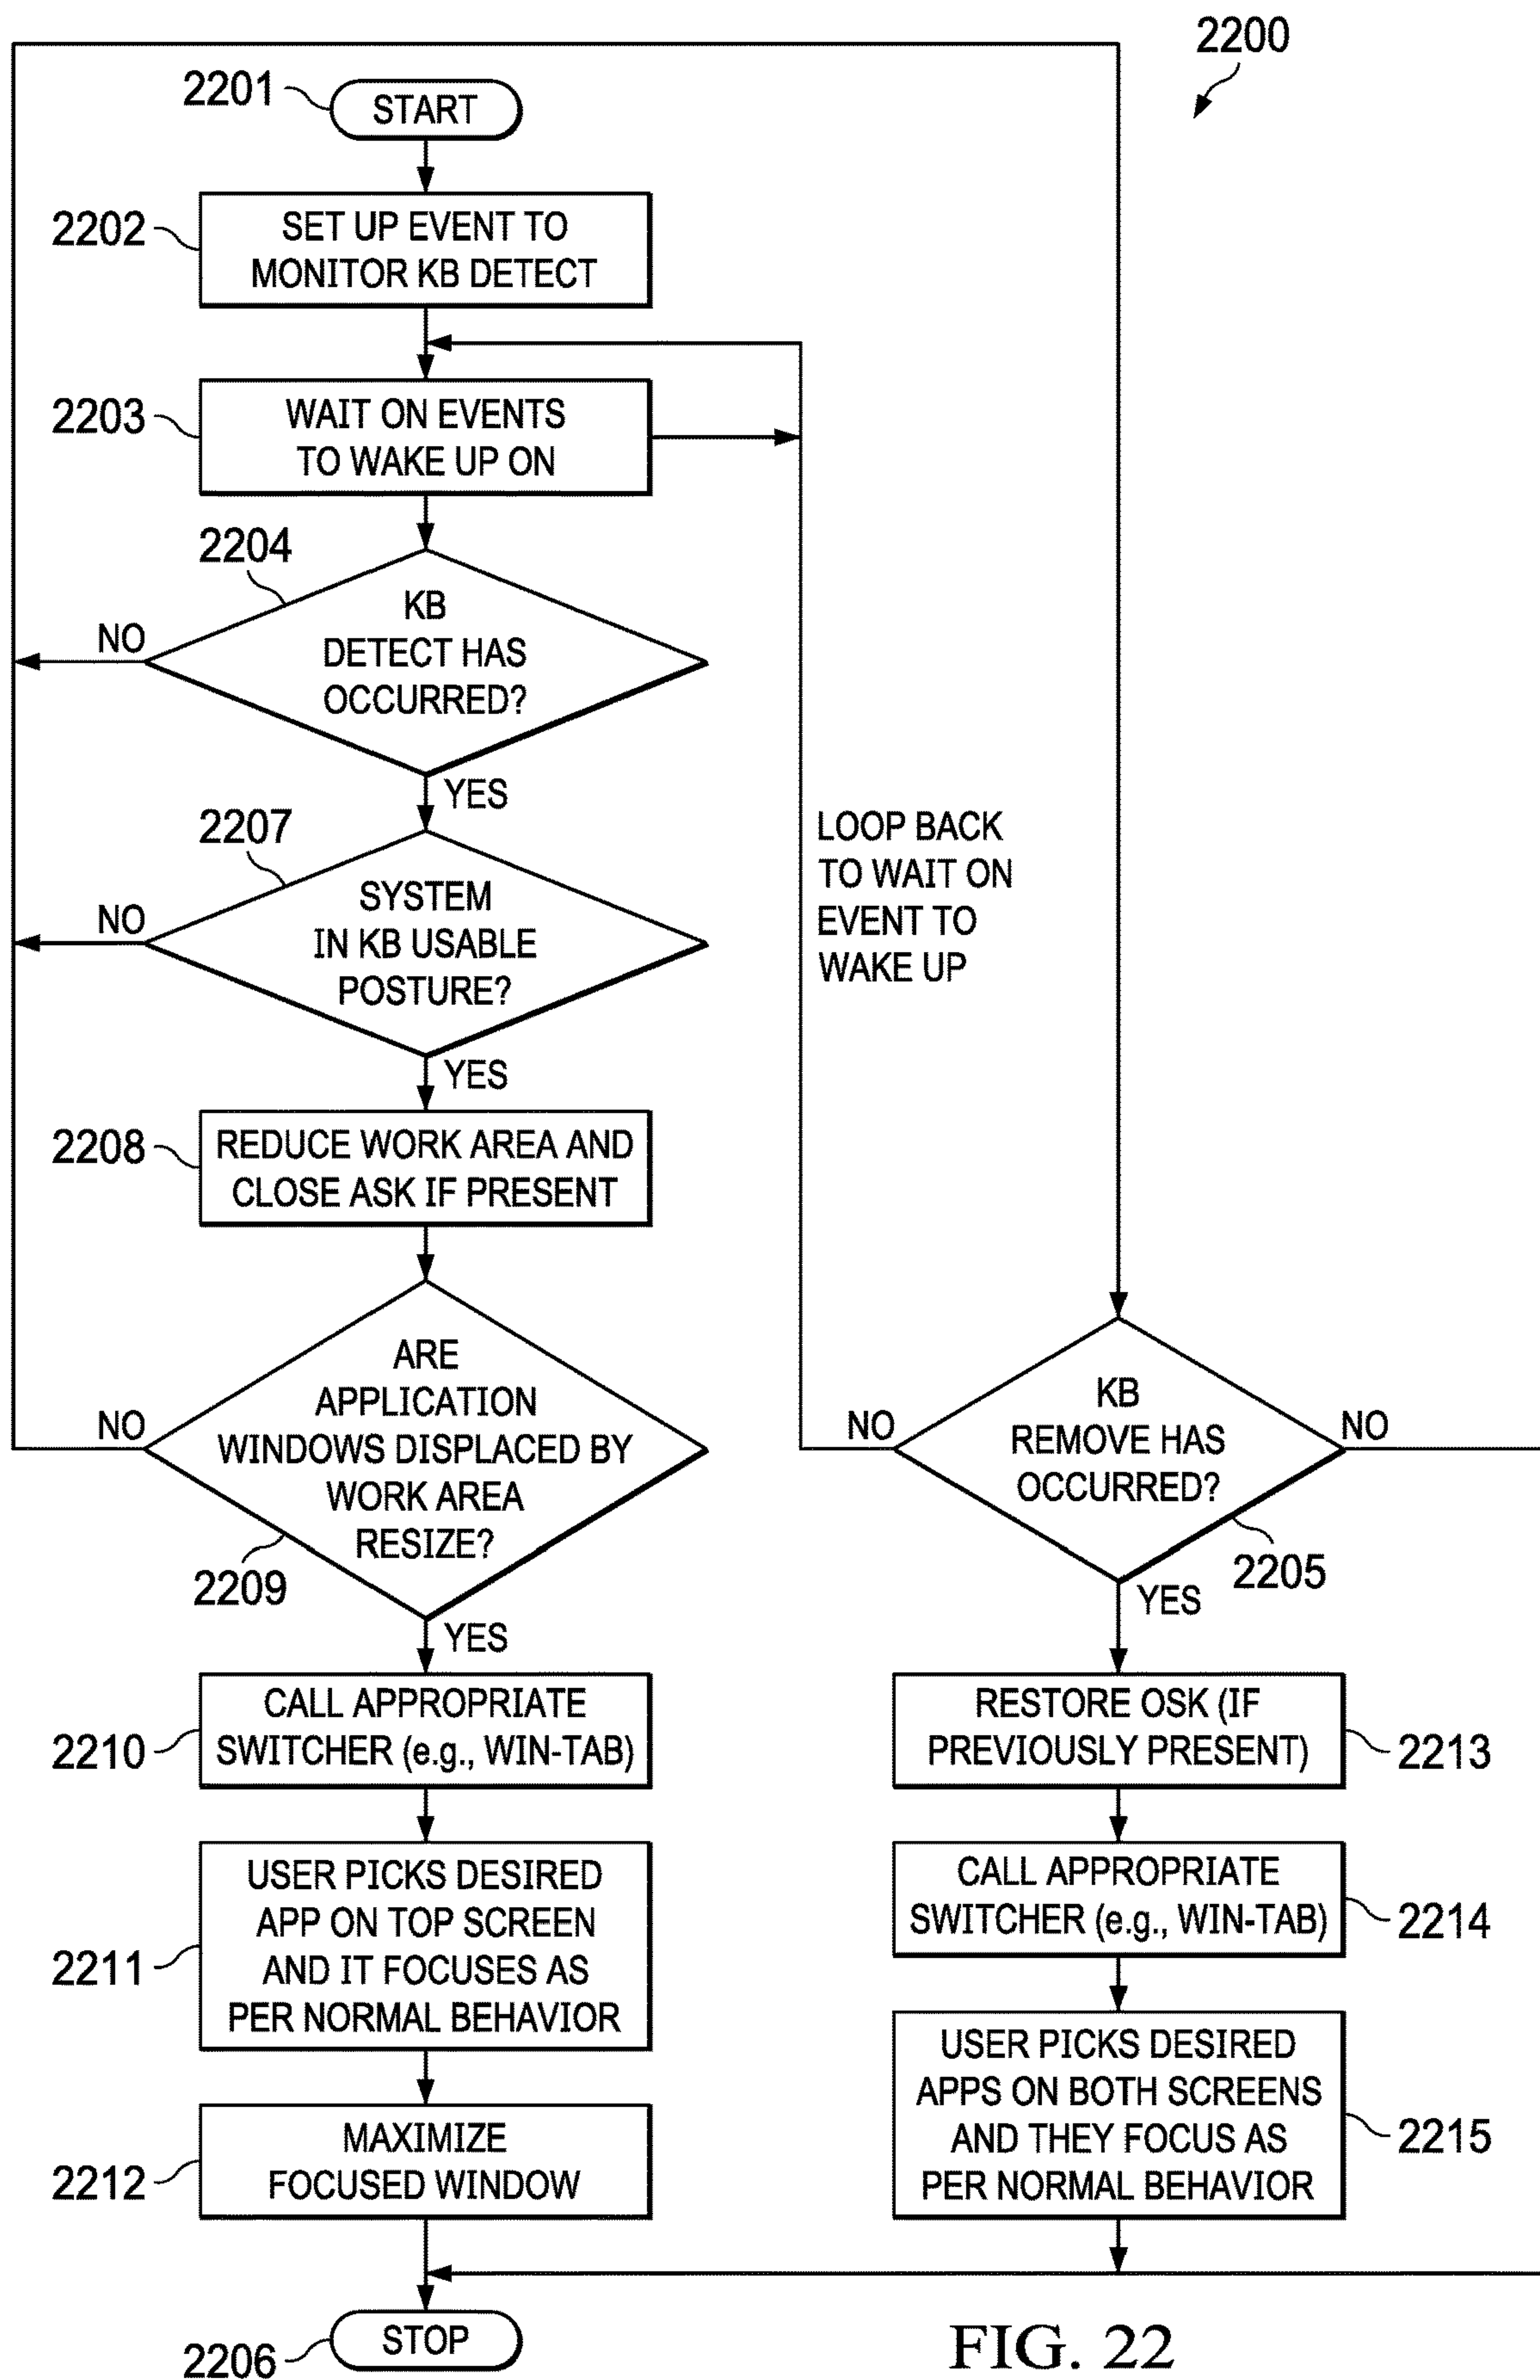 2200
2201
START
2202
SET UP EVENT TO
MONITOR KB DETECT
2203
WAIT ON EVENTS
TO WAKE UP ON
2204
KB
DETECT HAS
OCCURRED?
NO
YES
2207
SYSTEM
IN KB USABLE
POSTURE?
NO
YES
LOOP BACK
TO WAIT ON
EVENT TO
WAKE UP
2208
REDUCE WORK AREA AND
CLOSE ASK IF PRESENT
ARE
APPLICATION
WINDOWS DISPLACED BY
WORK AREA
RESIZE?
NO
2209
YES
KB
REMOVE HAS
OCCURRED?
NO
NO
2205
YES
2210
CALL APPROPRIATE
SWITCHER (e.g., WIN-TAB)
2211
USER PICKS DESIRED
APP ON TOP SCREEN
AND IT FOCUSES AS
PER NORMAL BEHAVIOR
2212
MAXIMIZE
FOCUSED WINDOW
RESTORE OSK (IF
PREVIOUSLY PRESENT)
2213
CALL APPROPRIATE
SWITCHER (e.g., WIN-TAB)
2214
USER PICKS DESIRED
APPS ON BOTH SCREENS
AND THEY FOCUS AS
PER NORMAL BEHAVIOR
2215
2206
STOP
FIG. 22